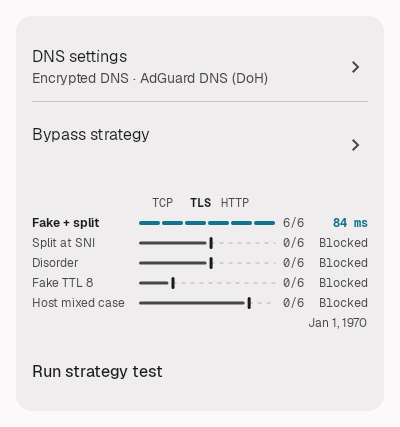 DNS settings
Encrypted DNS · AdGuard DNS (DoH)
Bypass strategy
TCP TLS HTTP
Fake + split 6/6 84 ms
Split at SNI 0/6 Blocked
Disorder 0/6 Blocked
Fake TTL 8 0/6 Blocked
Host mixed case 0/6 Blocked
Jan 1, 1970
Run strategy test